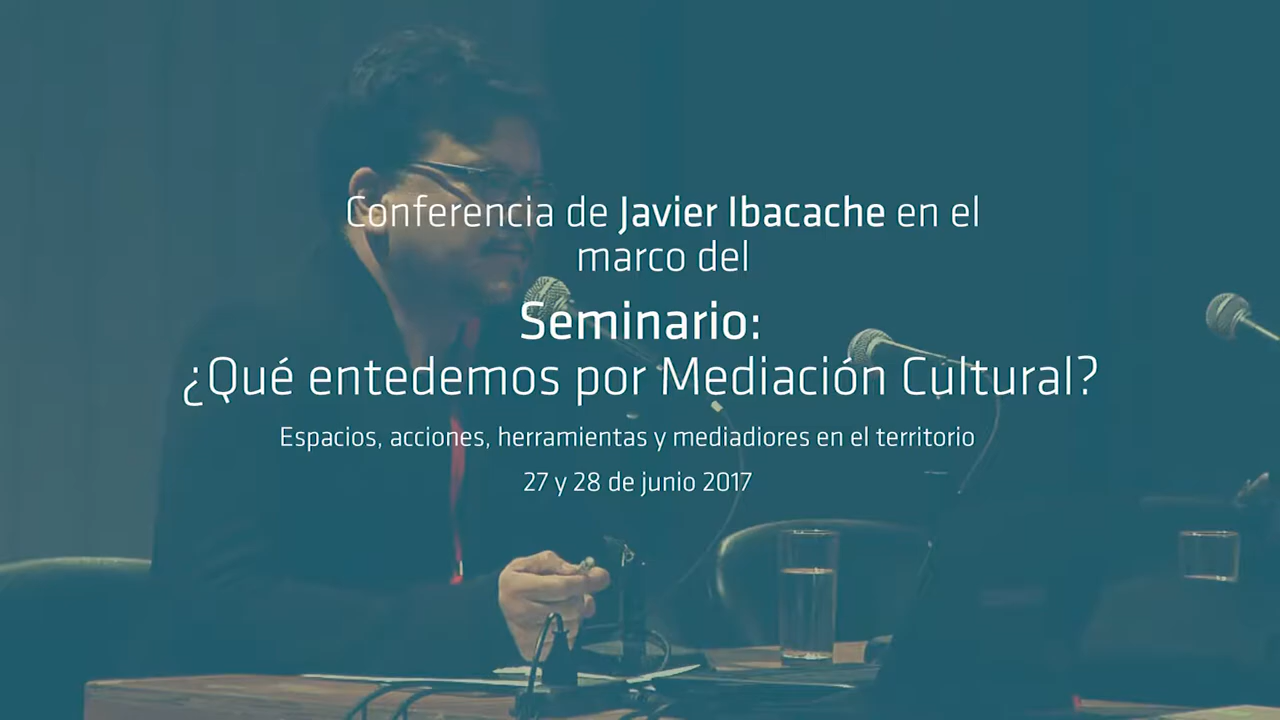 Conferencia de Javier Ibacache en el
marco del
Seminario:
¿Qué entedemos por Mediación Cultural?
Espacios, acciones, herramientas y mediadiores en el territorio
27 y 28 de junio 2017